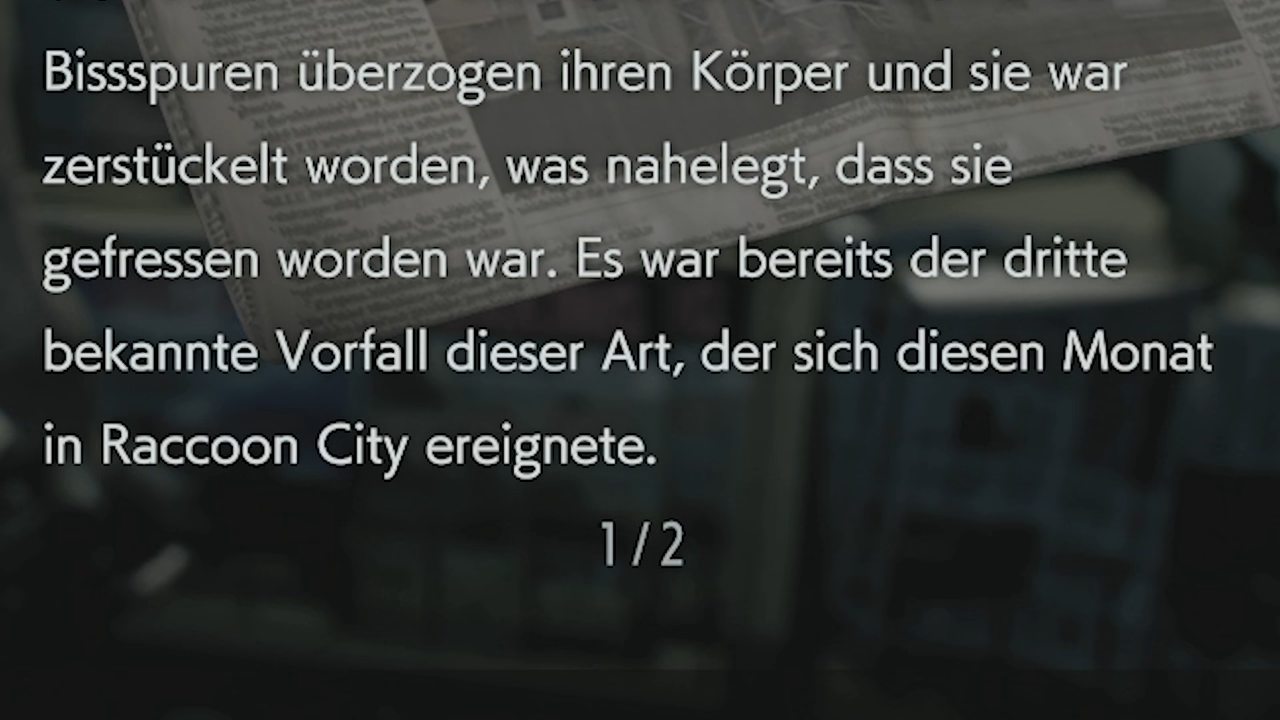 Bissspuren überzogen ihren Körper und sie war
zerstückelt worden, was nahelegt, dass sie
gefressen worden war. Es war bereits der dritte
bekannte Vorfall dieser Art, der sich diesen Monat
in Raccoon City ereignete.
1 / 2